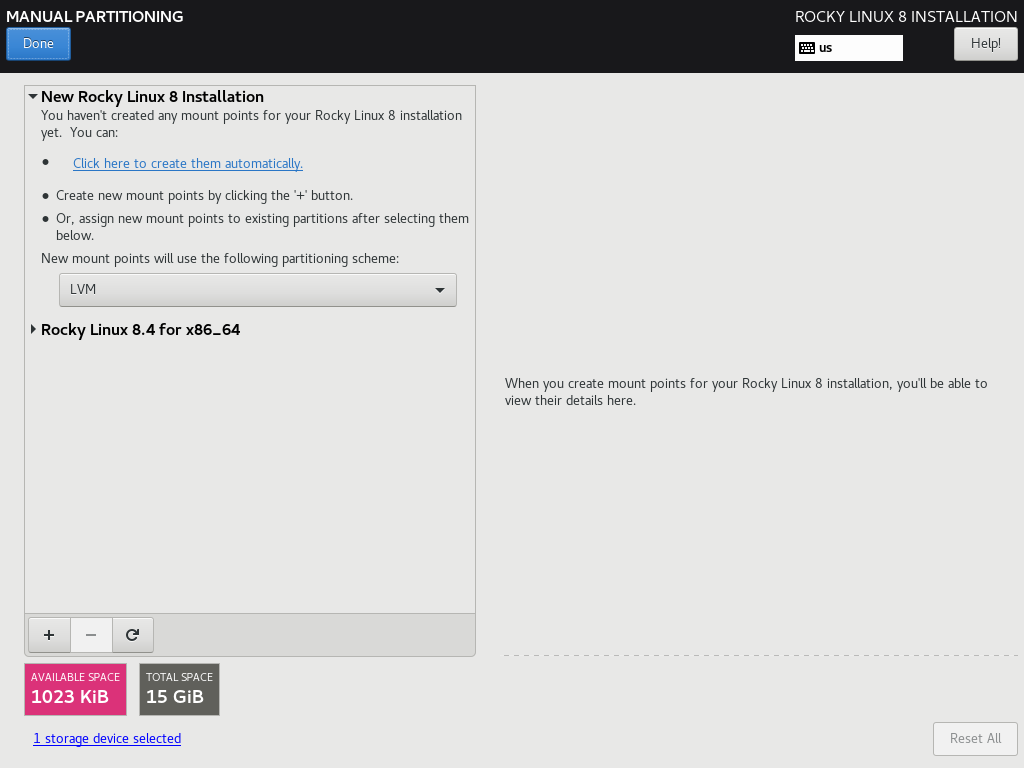 MANUAL PARTITIONING
ROCKY LINUX 8 INSTALLATION
Done
us
Help!
New Rocky Linux 8 Installation
You haven't created any mount points for your Rocky Linux 8 installation
yet.  You can:
• Click here to create them automatically.
• Create new mount points by clicking the '+' button.
• Or, assign new mount points to existing partitions after selecting them
below.
New mount points will use the following partitioning scheme:
LVM
Rocky Linux 8.4 for x86_64
When you create mount points for your Rocky Linux 8 installation, you'll be able to
view their details here.
+ −
AVAILABLE SPACE
1023 KiB
TOTAL SPACE
15 GiB
1 storage device selected
Reset All